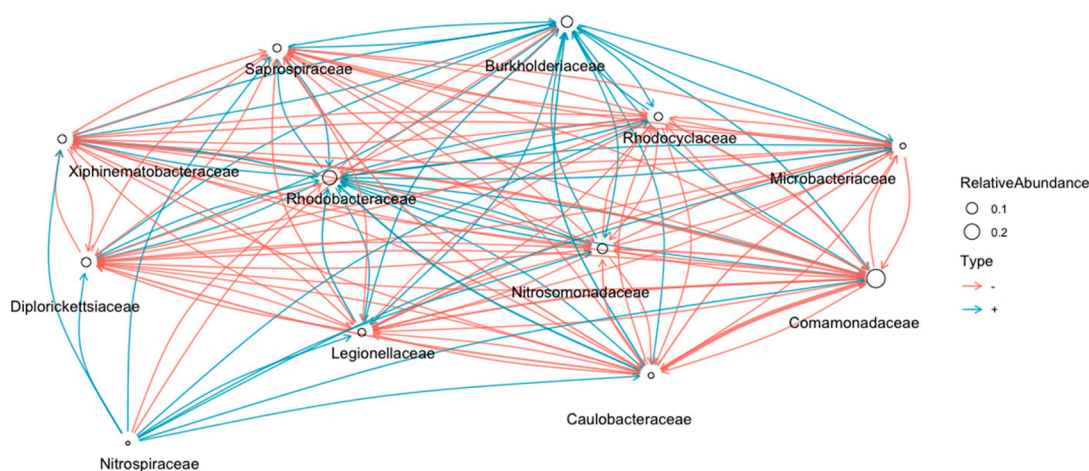 Saprospiraceae
Burkholderiaceae
Rhodocyclaceae
Xiphinematobacteraceae
Microbacteriaceae
Rhodobacteraceae
RelativeAbundance
0.1
0.2
Type
-
+
Nitrosomonadaceae
Diplorickettsiaceae
Comamonadaceae
Legionellaceae
Caulobacteraceae
Nitrospiraceae